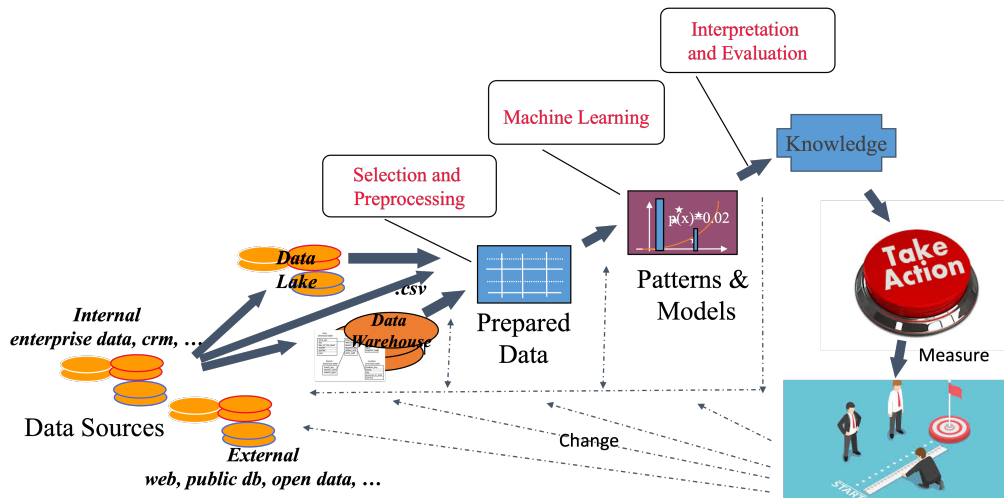 Interpretation
and Evaluation
Machine Learning
Knowledge
Selection and
Preprocessing
p(x)=0.02
Take
Action
Data
Lake
.csv
Patterns &
Models
Internal
enterprise data, crm, …
Data
Warehouse
Prepared
Data
Measure
Data Sources
Change
External
web, public db, open data, …
START